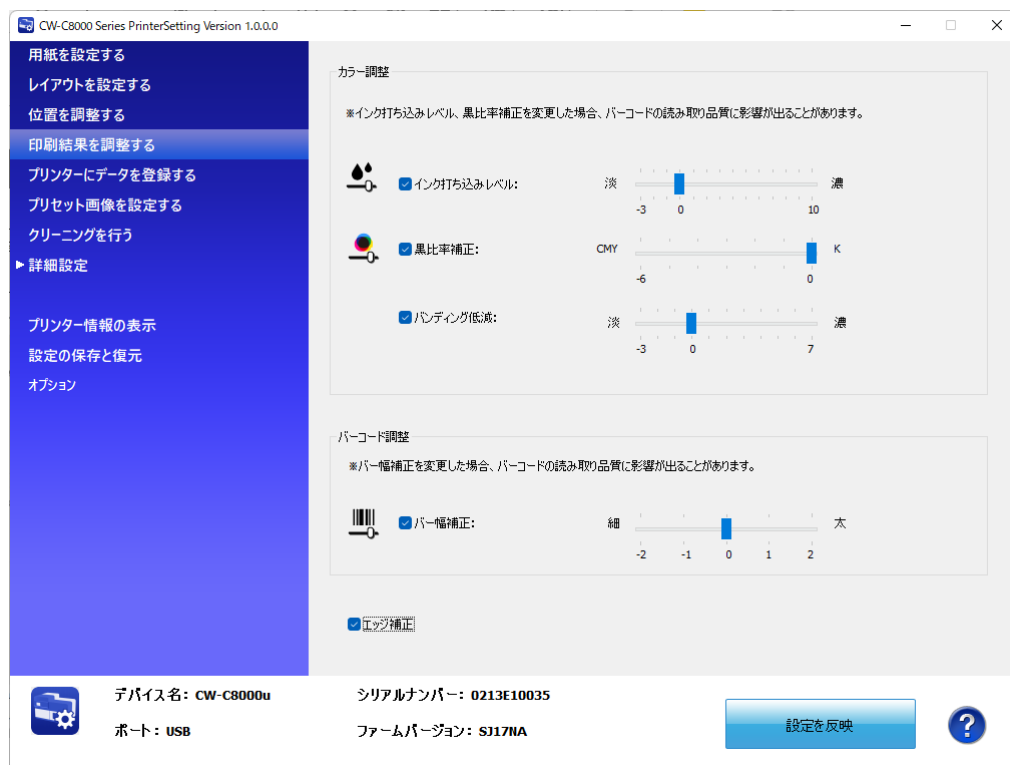 CW-C8000 Series PrinterSetting Version 1.0.0.0
用紙を設定する
レイアウトを設定する
位置を調整する
印刷結果を調整する
プリンターにデータを登録する
プリセット画像を設定する
クリーニングを行う
詳細設定
プリンター情報の表示
設定の保存と復元
オプション
カラー調整
※インク打ち込みレベル、黒比率補正を変更した場合、バーコードの読み取り品質に影響が出ることがあります。
インク打ち込みレベル: 淡 濃
-3 0 10
黒比率補正: CMY K
-6 0
バンディング低減: 淡 濃
-3 0 7
バーコード調整
※バー幅補正を変更した場合、バーコードの読み取り品質に影響が出ることがあります。
バー幅補正: 細 太
-2 -1 0 1 2
エッジ補正
デバイス名: CW-C8000u シリアルナンバー: 0213E10035
ポート: USB ファームバージョン: SJ17NA
設定を反映
?